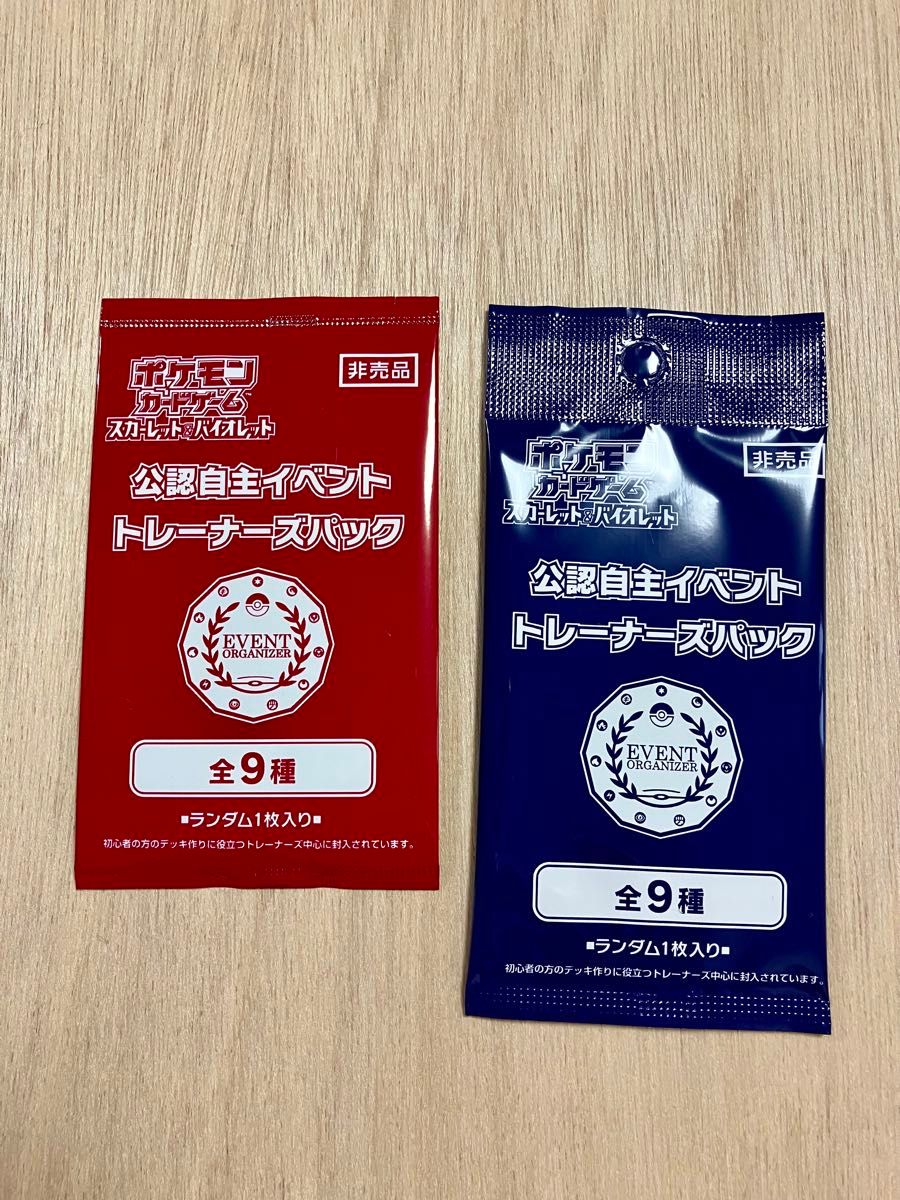 ポケモン
カードゲーム™
スカーレット&バイオレット
非売品
公認自主イベント
トレーナーズパック
EVENT
ORGANIZER
全9種
■ランダム1枚入り■
初心者の方のデッキ作りに役立つトレーナーズ中心に封入されています。
ポケモン
カードゲーム
スカーレット&バイオレット
非売品
公認自主イベント
トレーナーズパック
EVENT
ORGANIZER
全9種
■ランダム1枚入り■
初心者の方のデッキ作りに役立つトレーナーズ中心に封入されています。